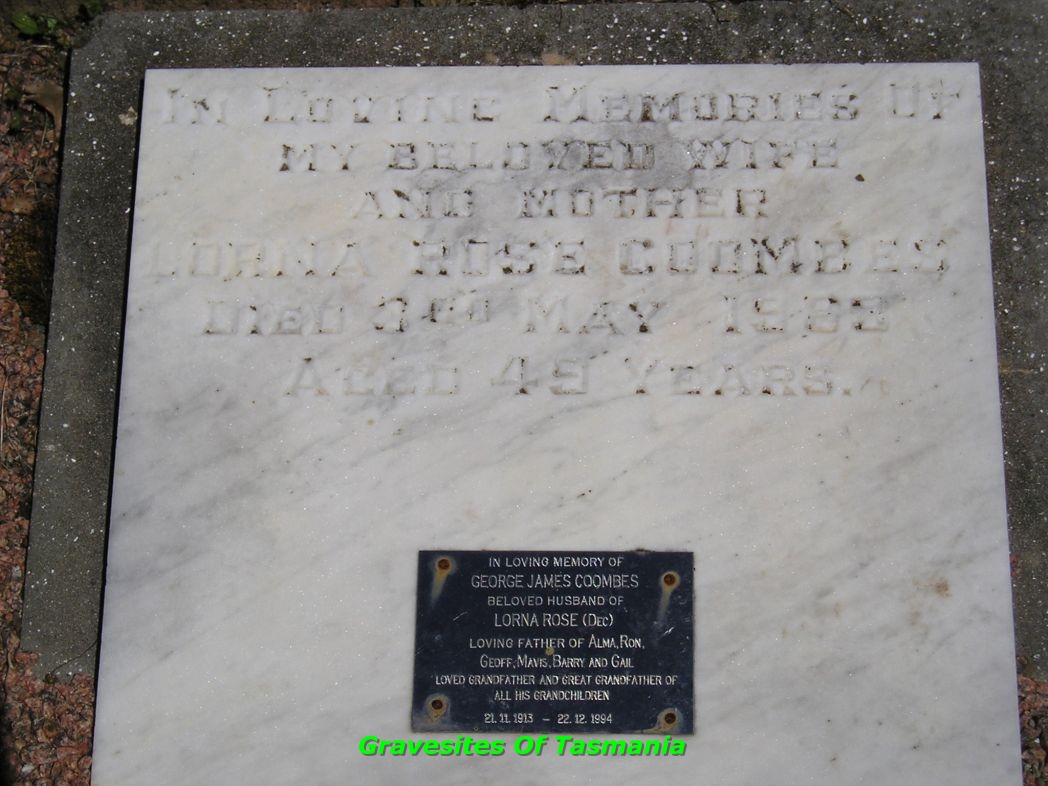 In Loving Memories Of
My Beloved Wife
And Mother
Lorna Rose Coombes
Died 3rd May
Aged 49 Years.
IN LOVING MEMORY OF
GEORGE JAMES COOMBES
BELOVED HUSBAND OF
LORNA ROSE (DEC)
LOVING FATHER OF ALMA, RON,
GEOFF, MAVIS, BARRY AND GAIL
LOVED GRANDFATHER AND GREAT GRANDFATHER OF
ALL HIS GRANDCHILDREN
21. 11. 1913 – 22. 12. 1994
Gravesites Of Tasmania